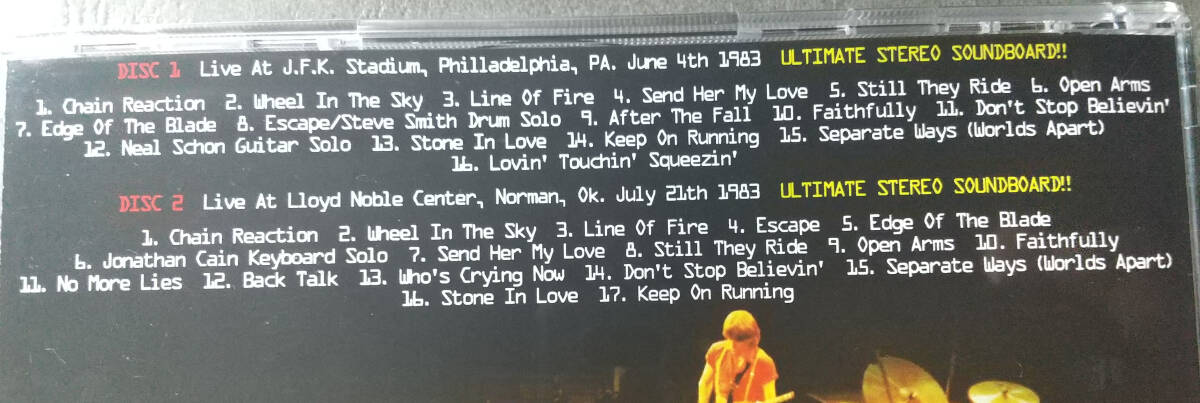 DISC 1 Live At J.F.K. Stadium, Philladelphia, PA. June 4th 1983 ULTIMATE STEREO SOUNDBOARD!!
1. Chain Reaction 2. Wheel In The Sky 3. Line Of Fire 4. Send Her My Love 5. Still They Ride 6. Open Arms
7. Edge Of The Blade 8. Escape/Steve Smith Drum Solo 9. After The Fall 10. Faithfully 11. Don't Stop Believin'
12. Neal Schon Guitar Solo 13. Stone In Love 14. Keep On Running 15. Separate Ways (Worlds Apart)
16. Lovin' Touchin' Squeezin'
DISC 2 Live At Lloyd Noble Center, Norman, Ok. July 21th 1983 ULTIMATE STEREO SOUNDBOARD!!
1. Chain Reaction 2. Wheel In The Sky 3. Line Of Fire 4. Escape 5. Edge Of The Blade
6. Jonathan Cain Keyboard Solo 7. Send Her My Love 8. Still They Ride 9. Open Arms 10. Faithfully
11. No More Lies 12. Back Talk 13. Who's Crying Now 14. Don't Stop Believin' 15. Separate Ways (Worlds Apart)
16. Stone In Love 17. Keep On Running